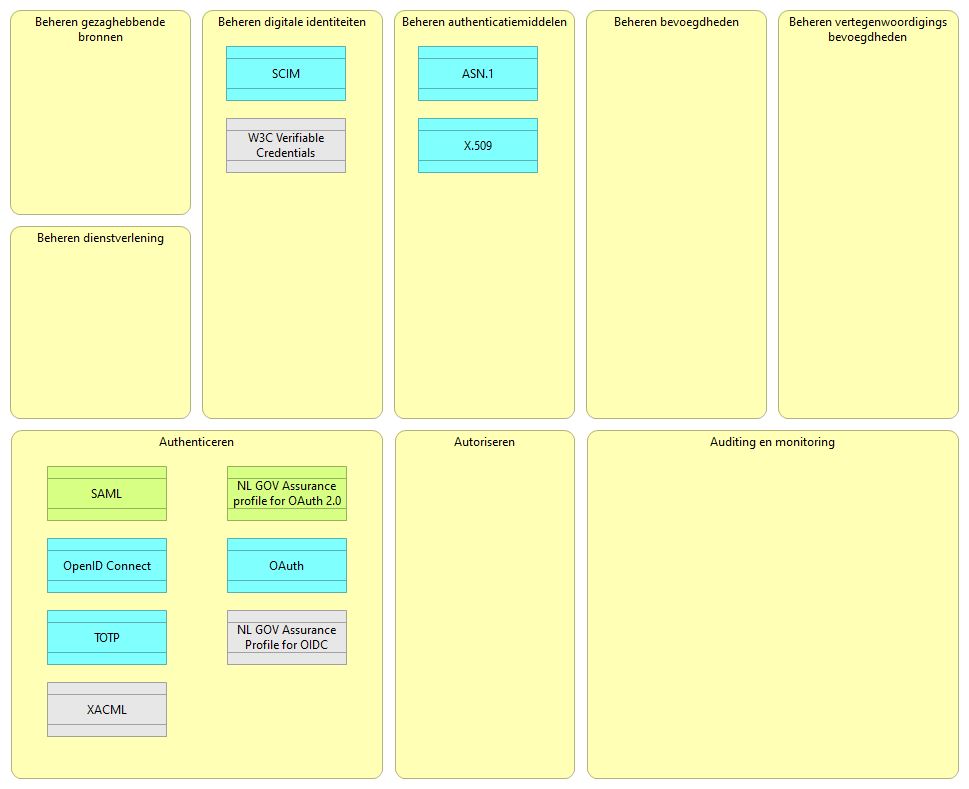 Beheren gezaghebbende
bronnen
Beheren digitale identiteiten
SCIM
W3C Verifiable
Credentials
Beheren authenticatiemiddelen
ASN.1
X.509
Beheren bevoegdheden
Beheren vertegenwoordigings
bevoegdheden
Beheren dienstverlening
Authenticeren
SAML
NL GOV Assurance
profile for OAuth 2.0
OpenID Connect
OAuth
TOTP
NL GOV Assurance
Profile for OIDC
XACML
Autoriseren
Auditing en monitoring